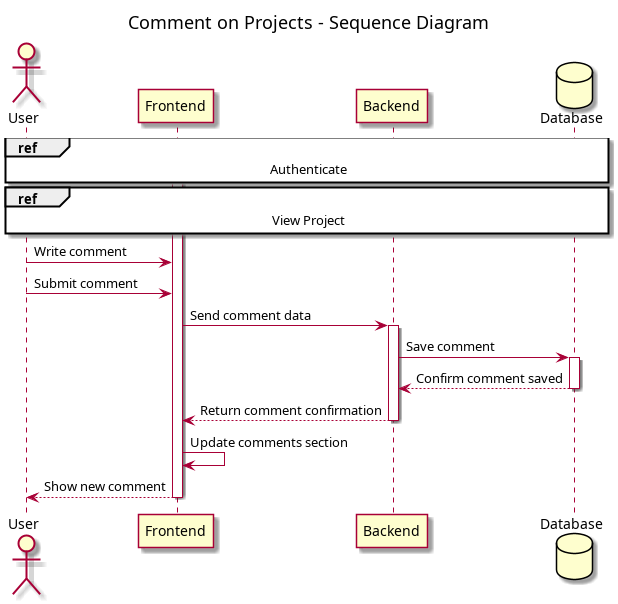 Comment on Projects - Sequence Diagram
User
Frontend
Backend
Database
ref
Authenticate
ref
View Project
Write comment
Submit comment
Send comment data
Save comment
Confirm comment saved
Return comment confirmation
Update comments section
Show new comment
User
Frontend
Backend
Database